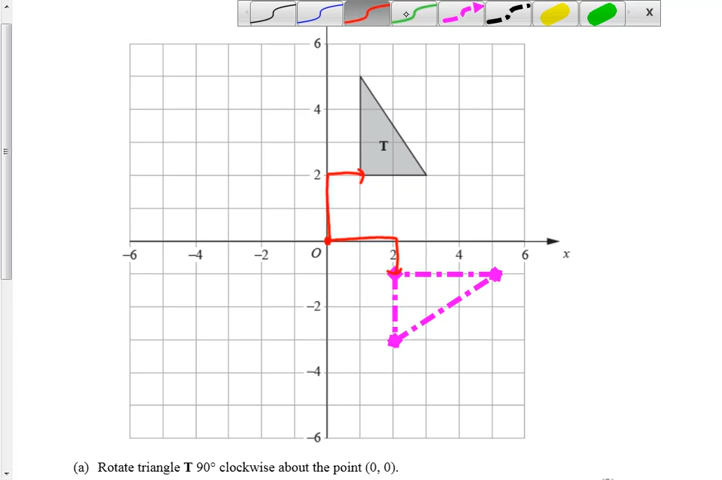 X
6
4
T
2
-6 -4 -2 O 2 4 6 x
-2
-4
-6
(a) Rotate triangle T 90° clockwise about the point (0, 0).